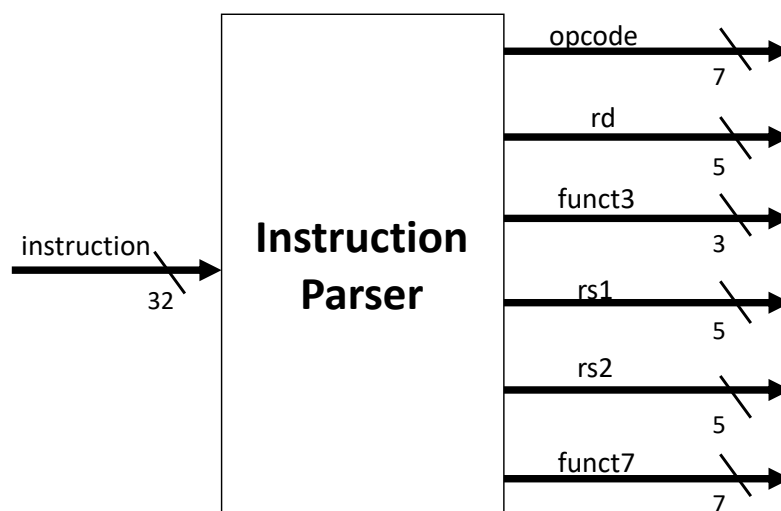 opcode
7
rd
5
funct3
3
instruction
32
Instruction
Parser
rs1
5
rs2
5
funct7
7